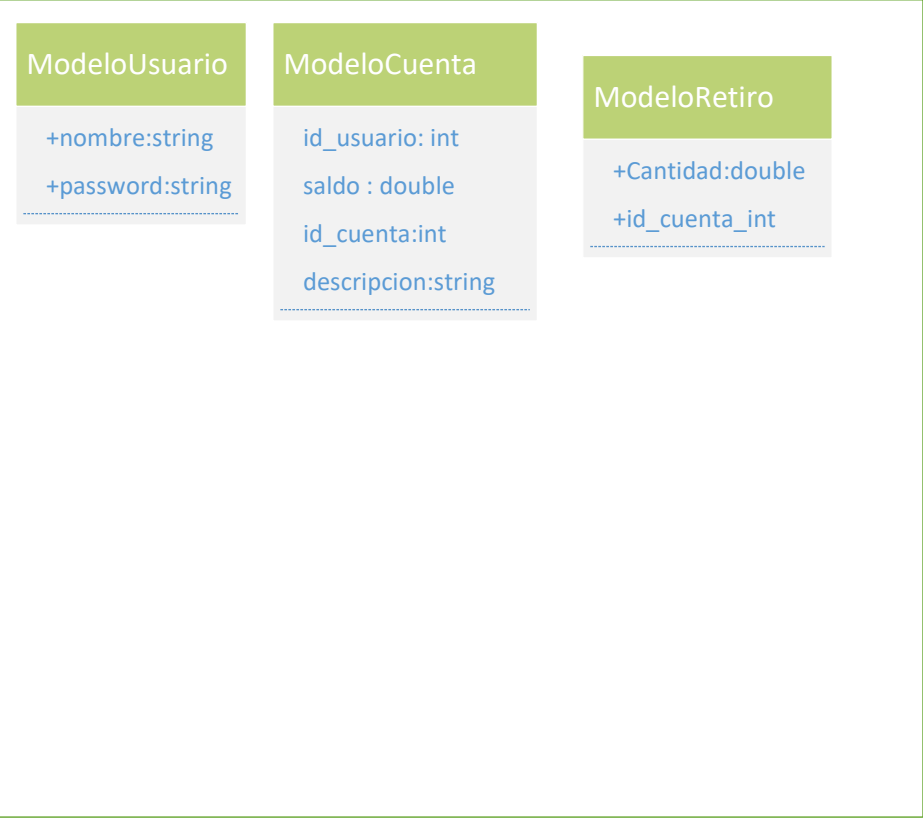 ModeloUsuario
+nombre:string
+password:string
ModeloCuenta
id_usuario: int
saldo : double
id_cuenta:int
descripcion:string
ModeloRetiro
+Cantidad:double
+id_cuenta_int